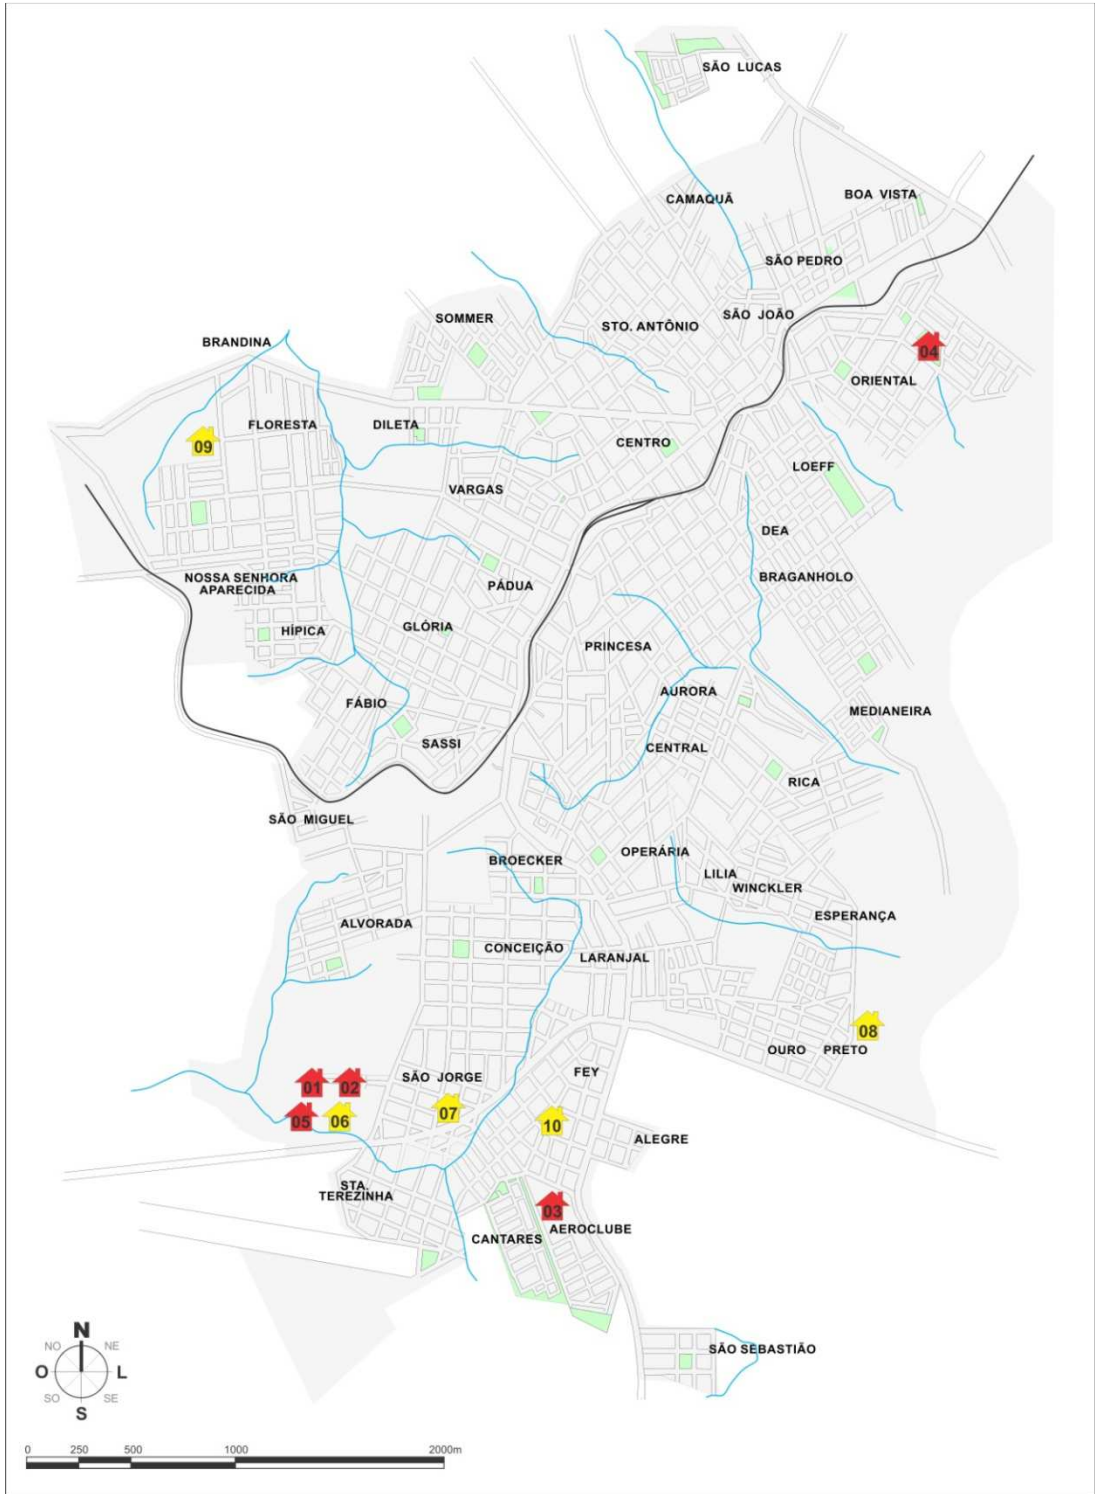 SÃO LUCAS
CAMAQUÃ
BOA VISTA
SÃO PEDRO
SÃO JOÃO
STO. ANTÔNIO
SOMMER
BRANDINA
04
ORIENTAL
FLORESTA
DILETA
CENTRO
09
LOEFF
VARGAS
DEA
NOSSA SENHORA
APARECIDA
PÁDUA
BRAGANHOLO
HÍPICA
GLÓRIA
PRINCESA
AURORA
FÁBIO
MEDIANEIRA
SASSI
CENTRAL
RICA
SÃO MIGUEL
BROECKER
OPERÁRIA
LILIA
WINCKLER
ESPERANÇA
ALVORADA
CONCEIÇÃO
LARANJAL
08
OURO PRETO
01
02
SÃO JORGE
FEY
05
06
07
10
ALEGRE
STA.
TEREZINHA
03
AEROCLUBE
CANTARES
SÃO SEBASTIÃO
N
NO
NE
O
L
SO
SE
S
0 250 500 1000 2000m